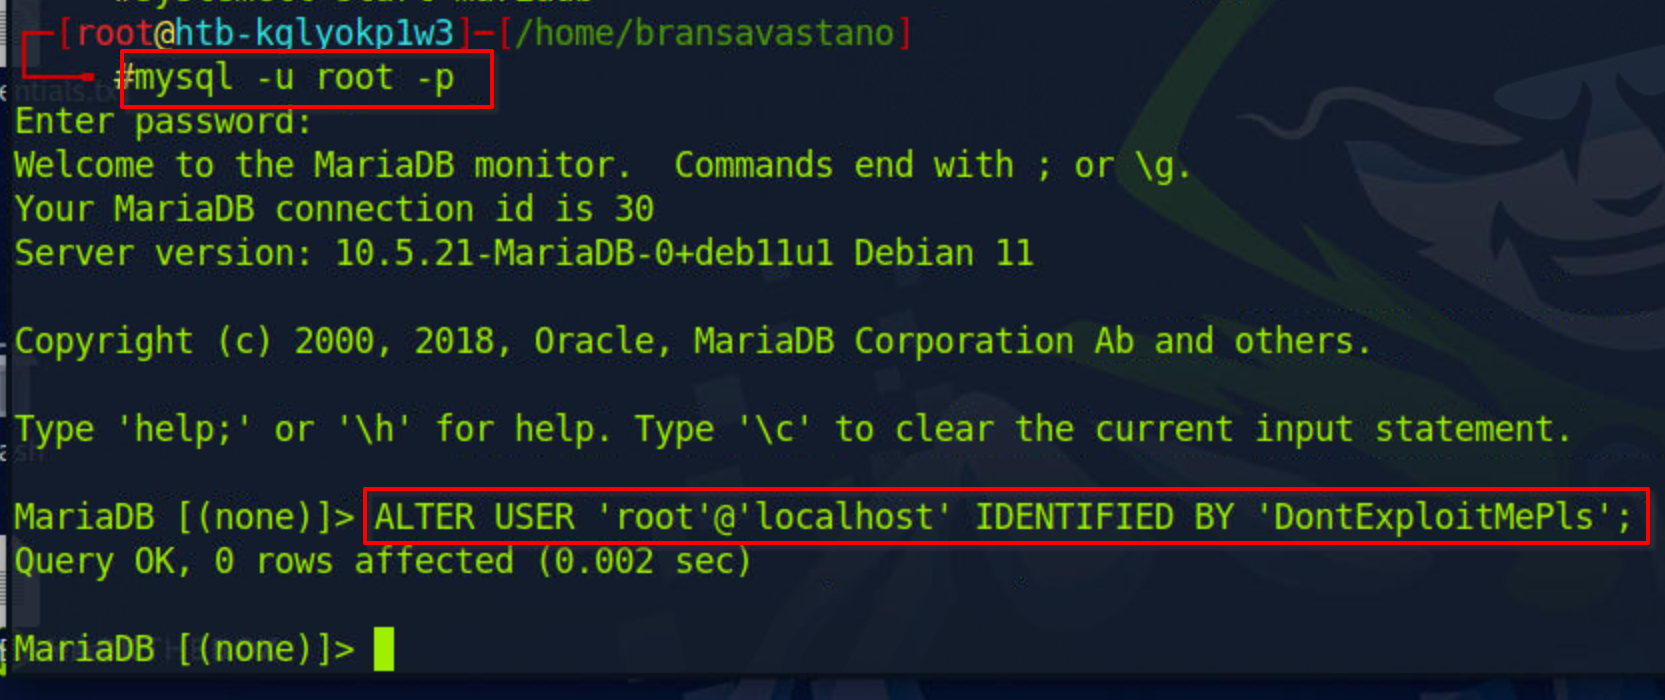 ┌─[root@htb-kglyokp1w3]─[/home/bransavastano]
└──╼ #mysql -u root -p
Enter password:
Welcome to the MariaDB monitor.  Commands end with ; or \g.
Your MariaDB connection id is 30
Server version: 10.5.21-MariaDB-0+deb11u1 Debian 11
Copyright (c) 2000, 2018, Oracle, MariaDB Corporation Ab and others.
Type 'help;' or '\h' for help. Type '\c' to clear the current input statement.
MariaDB [(none)]> ALTER USER 'root'@'localhost' IDENTIFIED BY 'DontExploitMePls';
Query OK, 0 rows affected (0.002 sec)
MariaDB [(none)]>